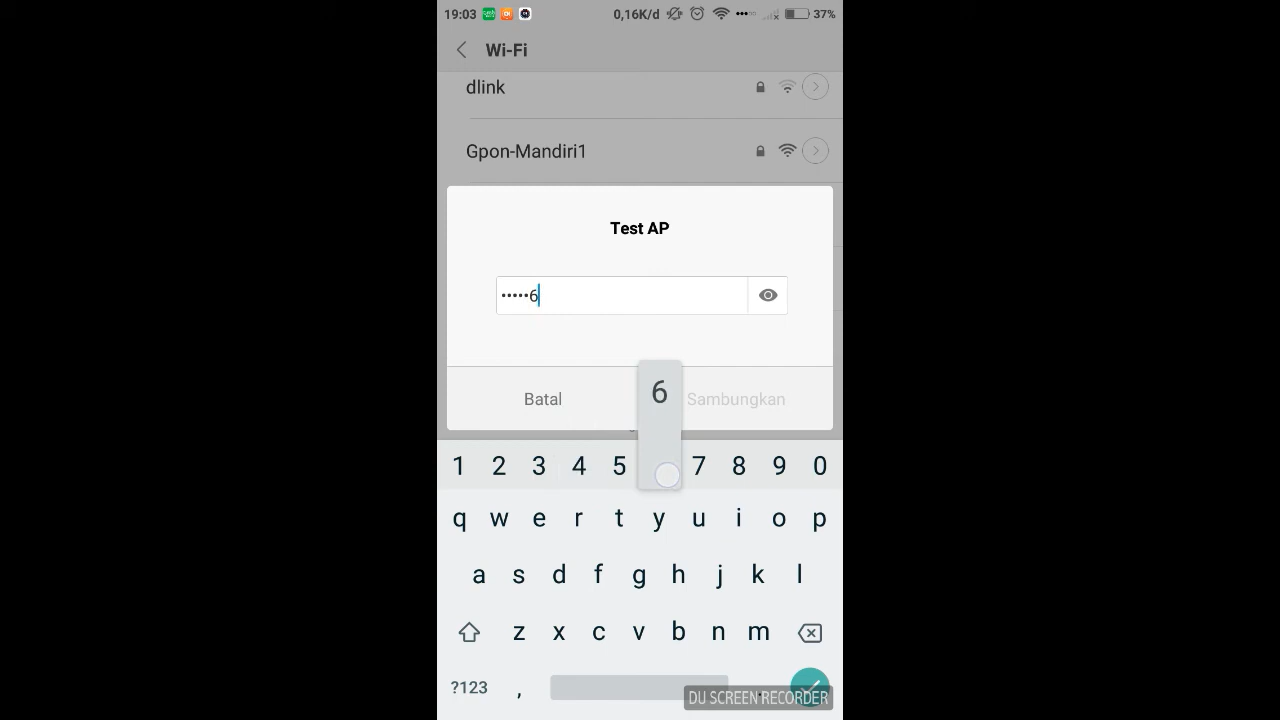 19:03 0,16K/d 37%
Wi-Fi
dlink
Gpon-Mandiri1
Test AP
•••••6
Batal 6 Sambungkan
1 2 3 4 5 7 8 9 0
q w e r t y u i o p
a s d f g h j k l
z x c v b n m
?123 ,
DU SCREEN RECORDER